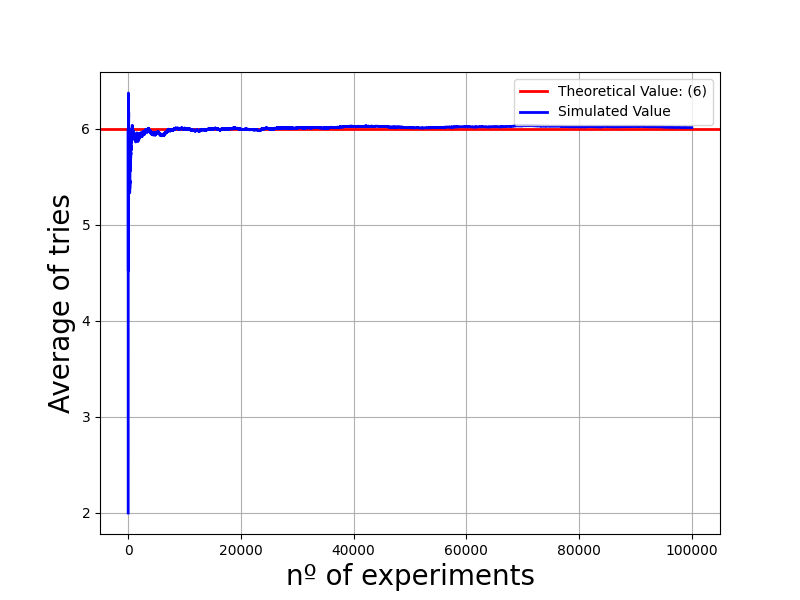 Theoretical Value: (6)
Simulated Value
6
5
4
3
2
Average of tries
0 20000 40000 60000 80000 100000
nº of experiments